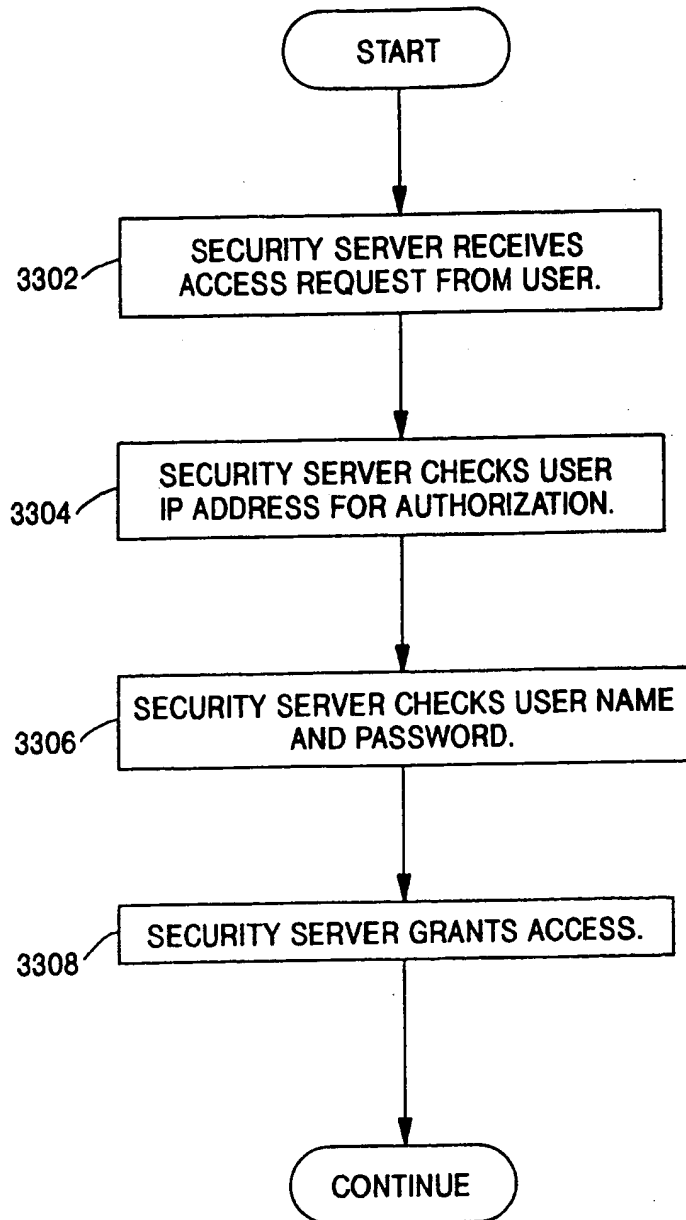 START
SECURITY SERVER RECEIVES
ACCESS REQUEST FROM USER.
3302
SECURITY SERVER CHECKS USER
IP ADDRESS FOR AUTHORIZATION.
3304
SECURITY SERVER CHECKS USER NAME
AND PASSWORD.
3306
SECURITY SERVER GRANTS ACCESS.
3308
CONTINUE